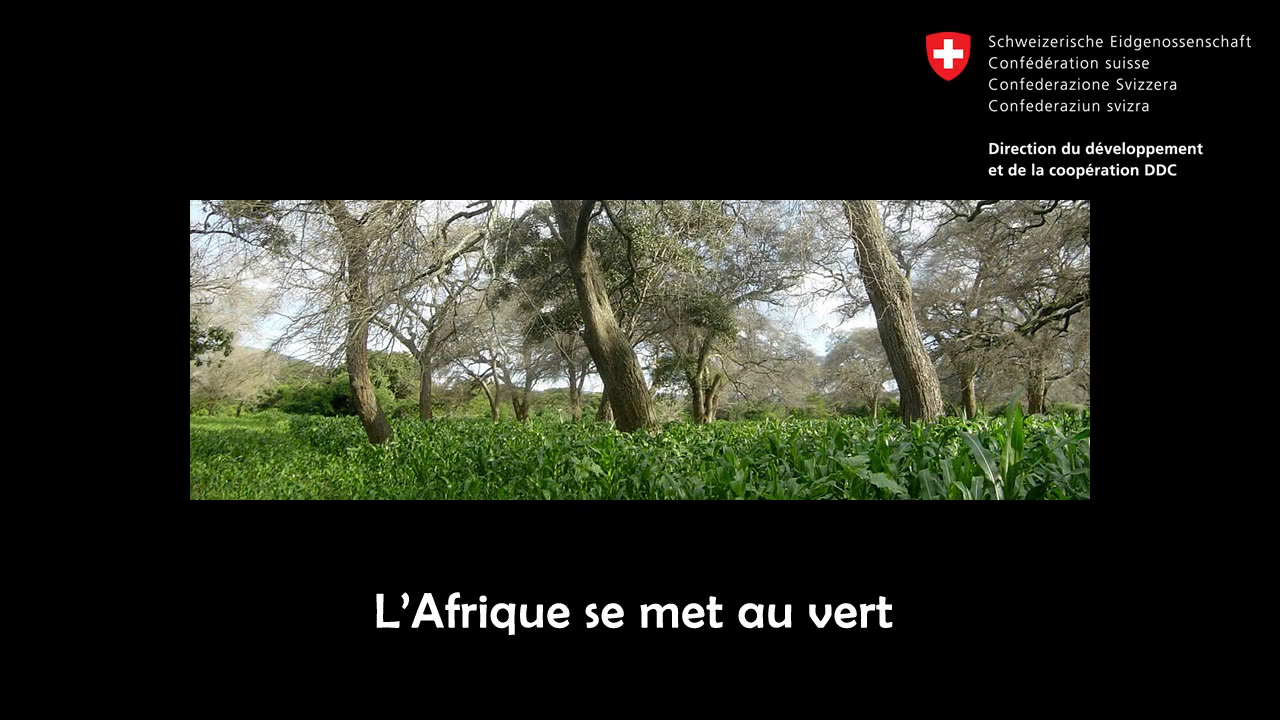 Schweizerische Eidgenossenschaft
Confédération suisse
Confederazione Svizzera
Confederaziun svizra
Direction du développement
et de la coopération DDC
L’Afrique se met au vert